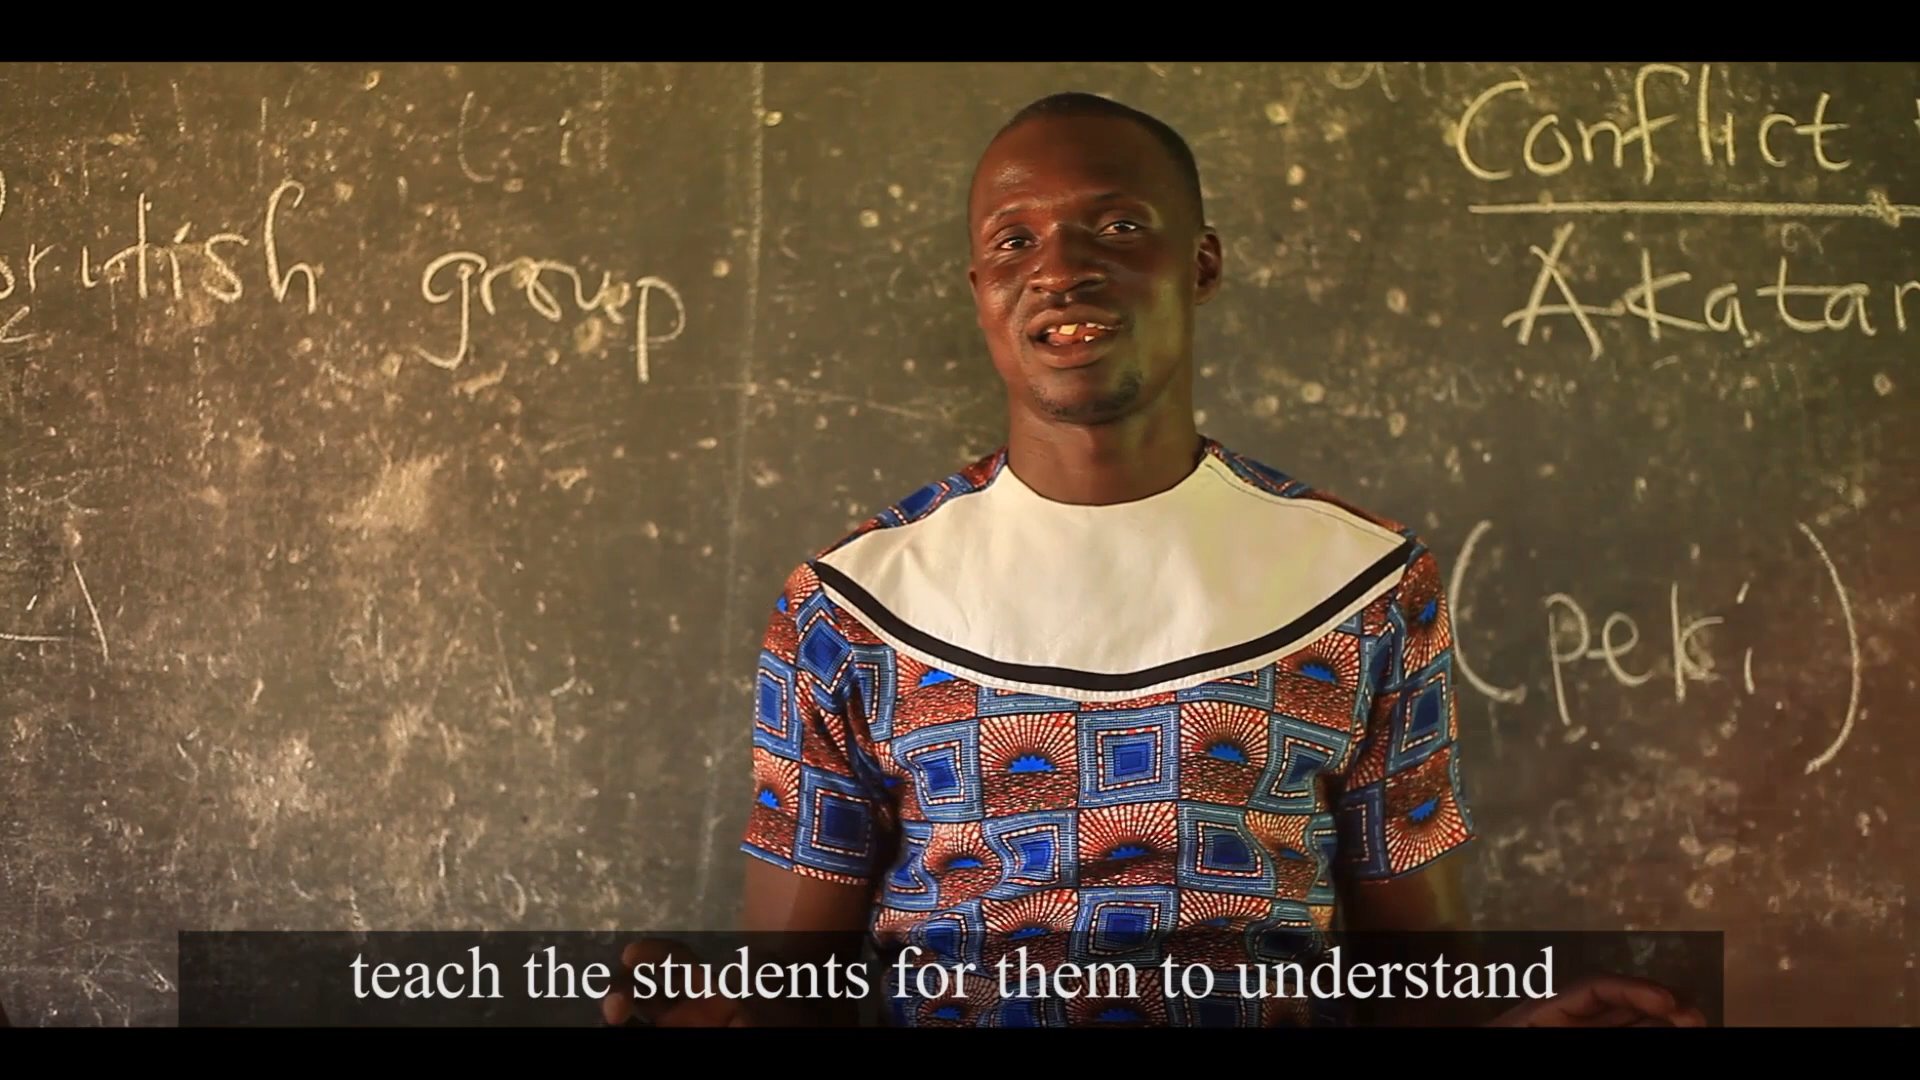 british group
Conflict
Akatan
(peki)
teach the students for them to understand